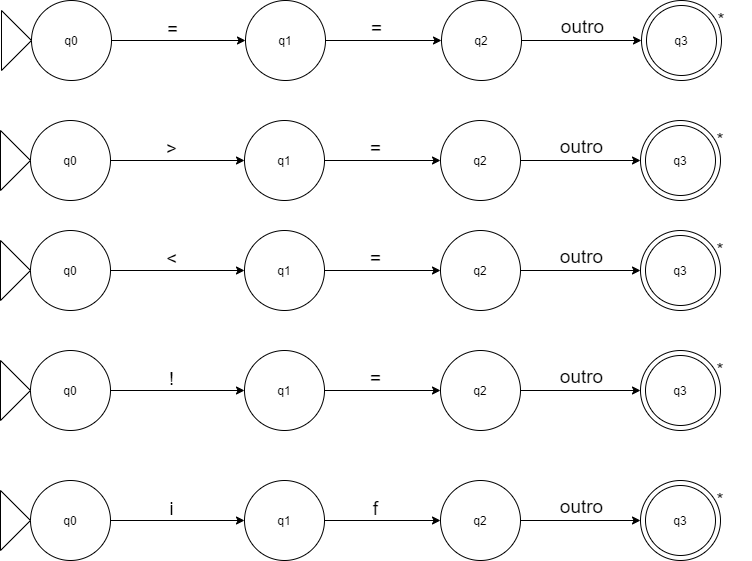 q0 = q1 = q2 outro q3 *
q0 > q1 = q2 outro q3 *
q0 < q1 = q2 outro q3 *
q0 ! q1 = q2 outro q3 *
q0 i q1 f q2 outro q3 *